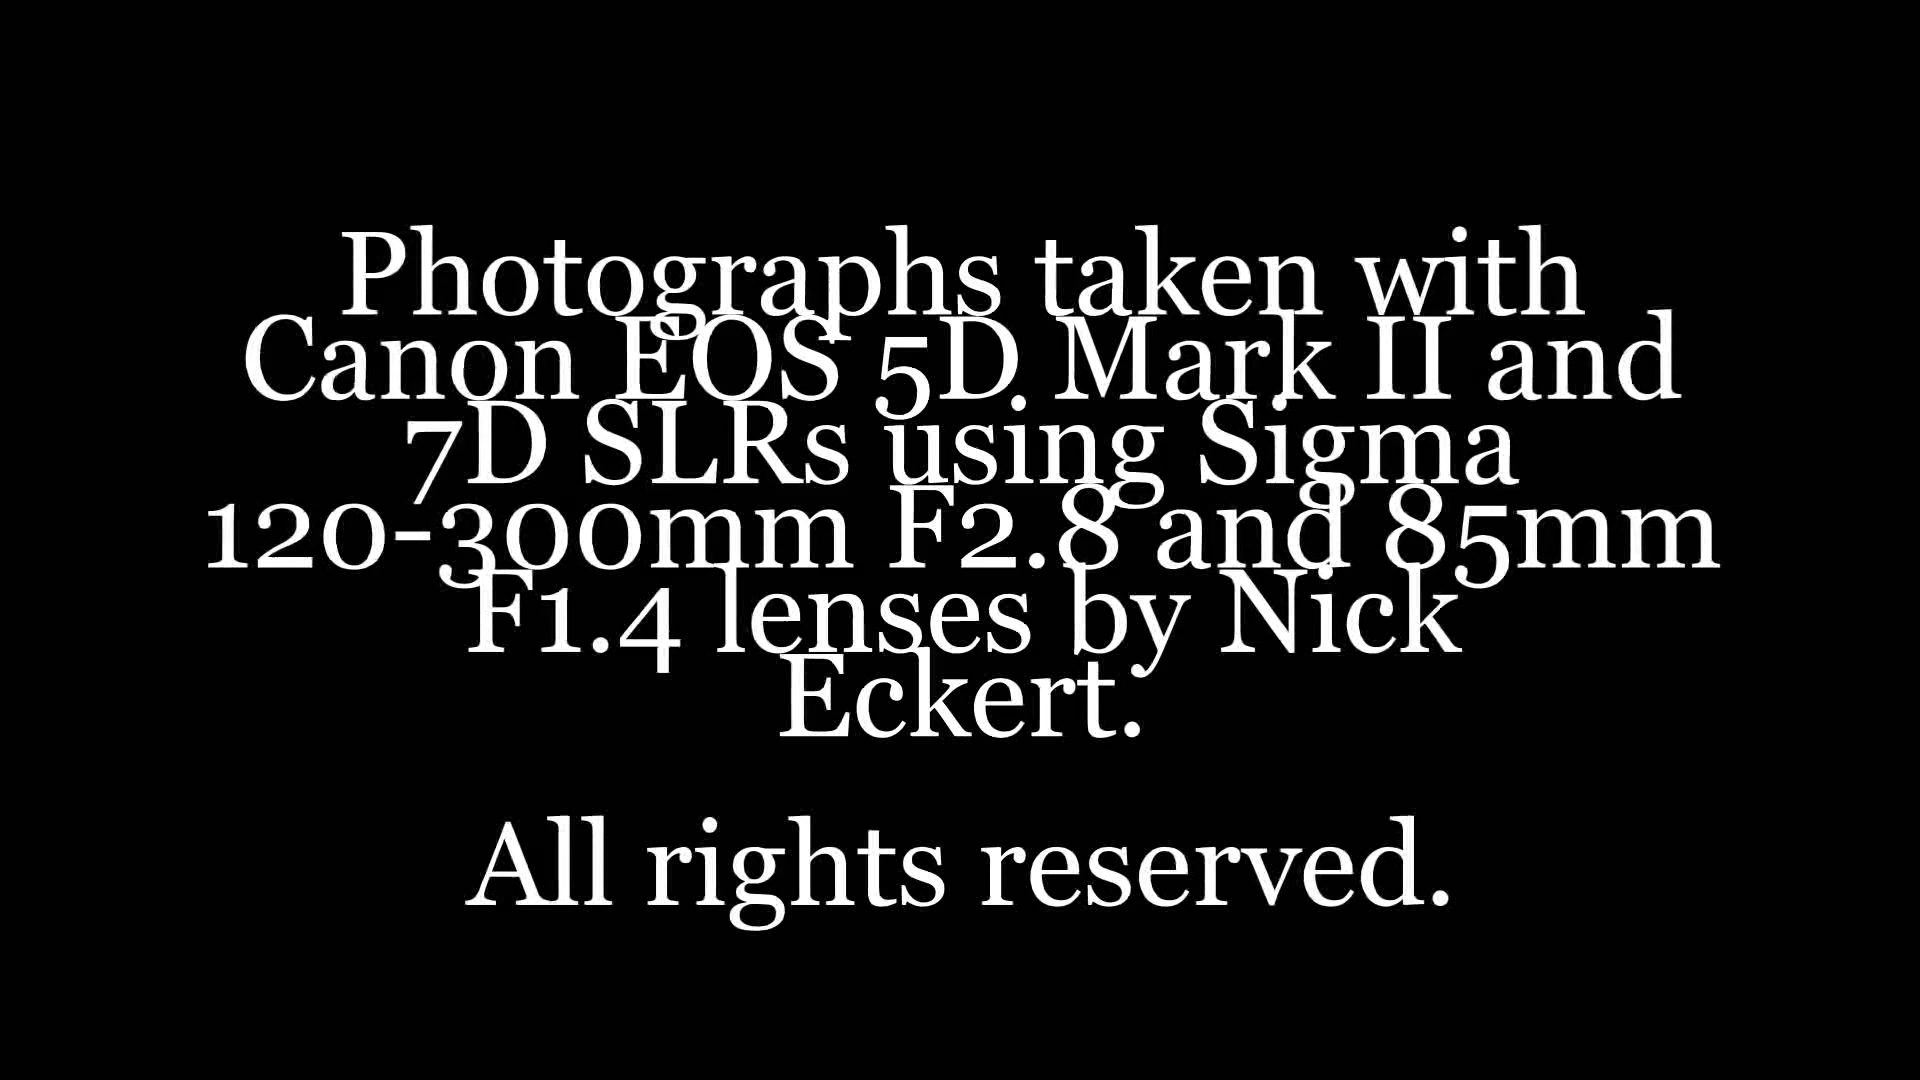 Photographs taken with
Canon EOS 5D Mark II and
7D SLRs using Sigma
120-300mm F2.8 and 85mm
F1.4 lenses by Nick
Eckert.
All rights reserved.